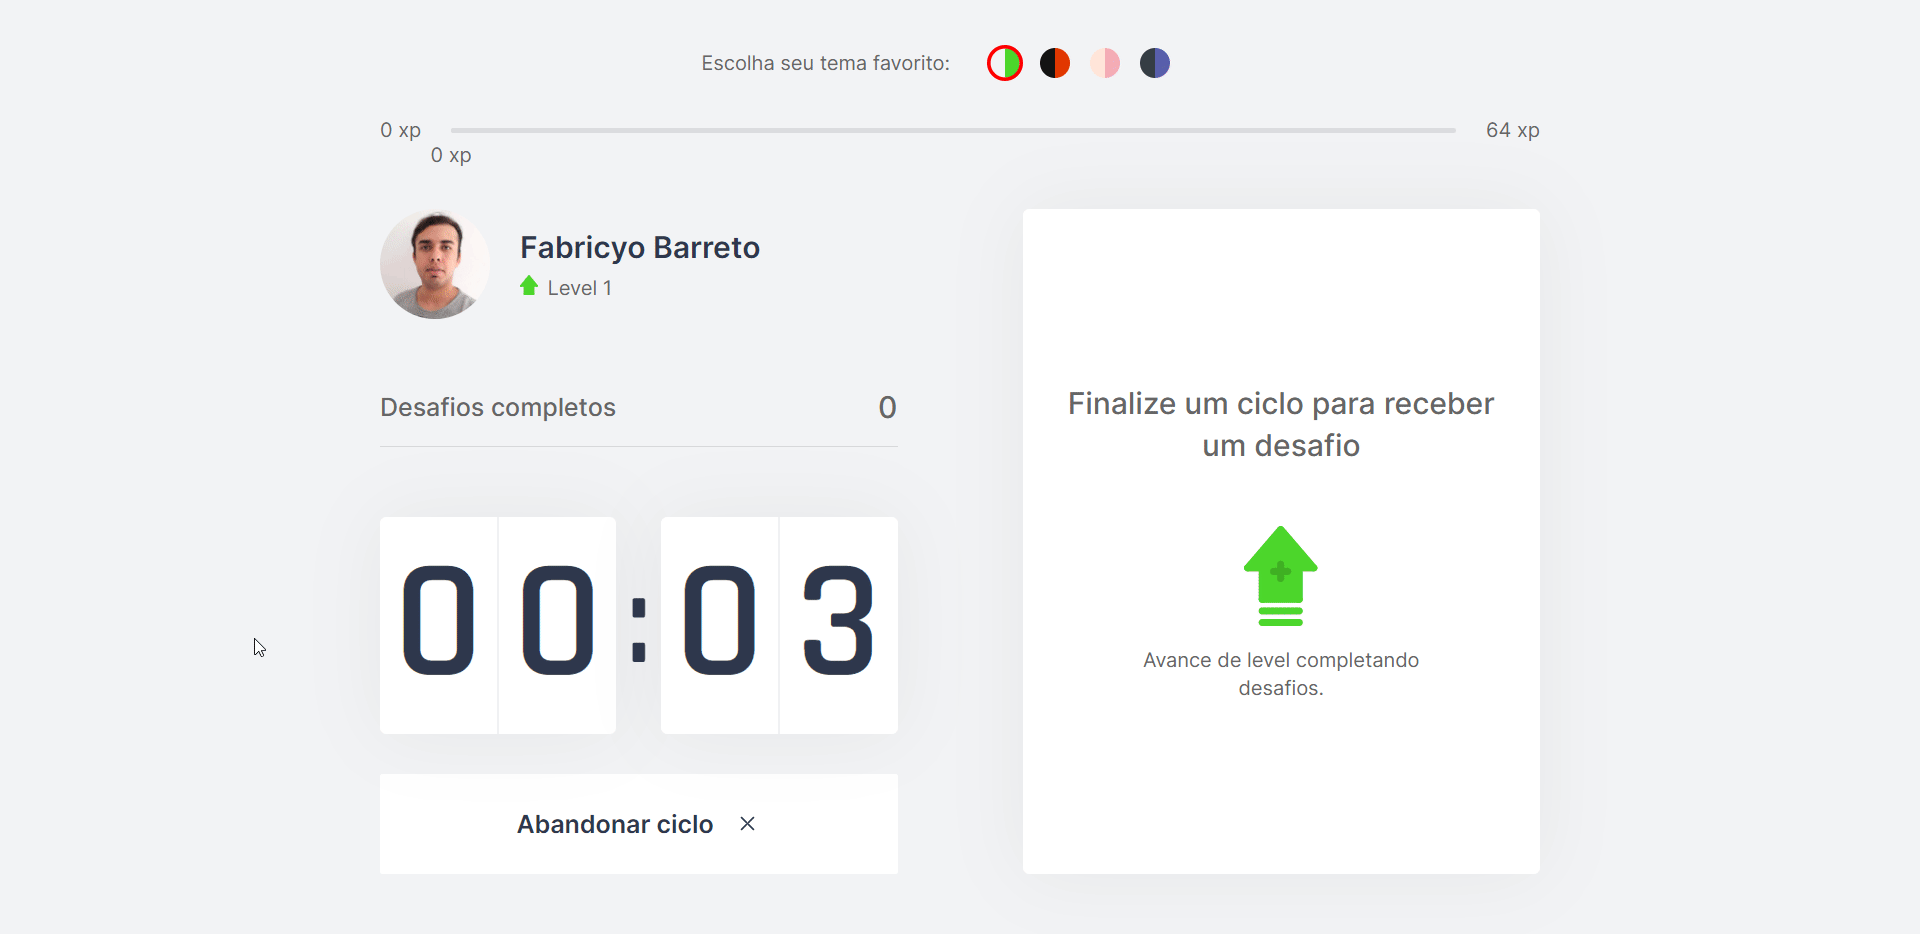 Escolha seu tema favorito:
0 xp
64 xp
0 xp
Fabricyo Barreto
Level 1
Desafios completos
0
00:03
Abandonar ciclo
Finalize um ciclo para receber
um desafio
Avance de level completando
desafios.